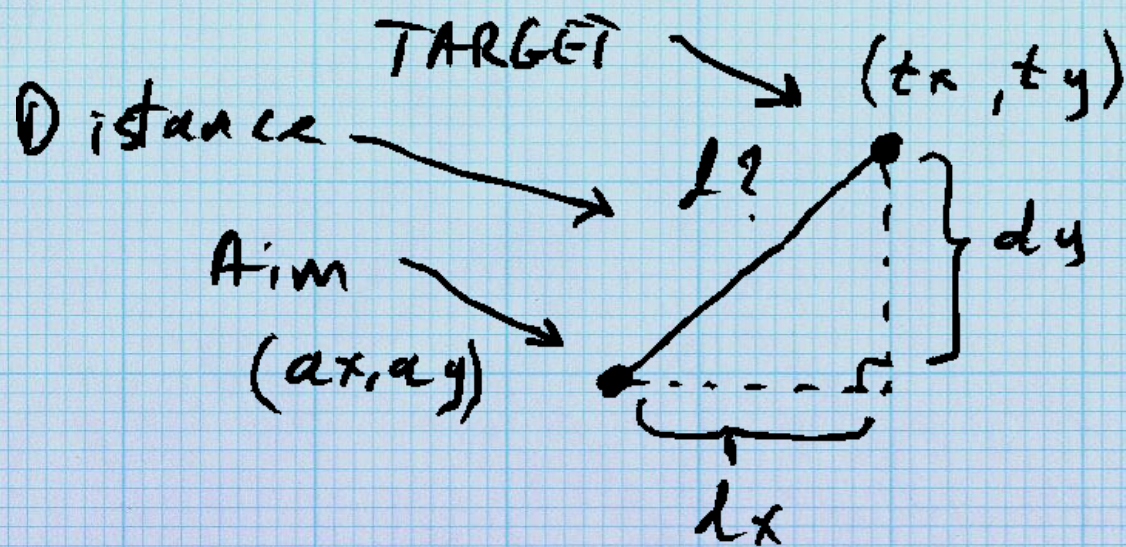 TARGET
(tx, ty)
Distance
d?
Aim
(ax, ay)
dy
dx